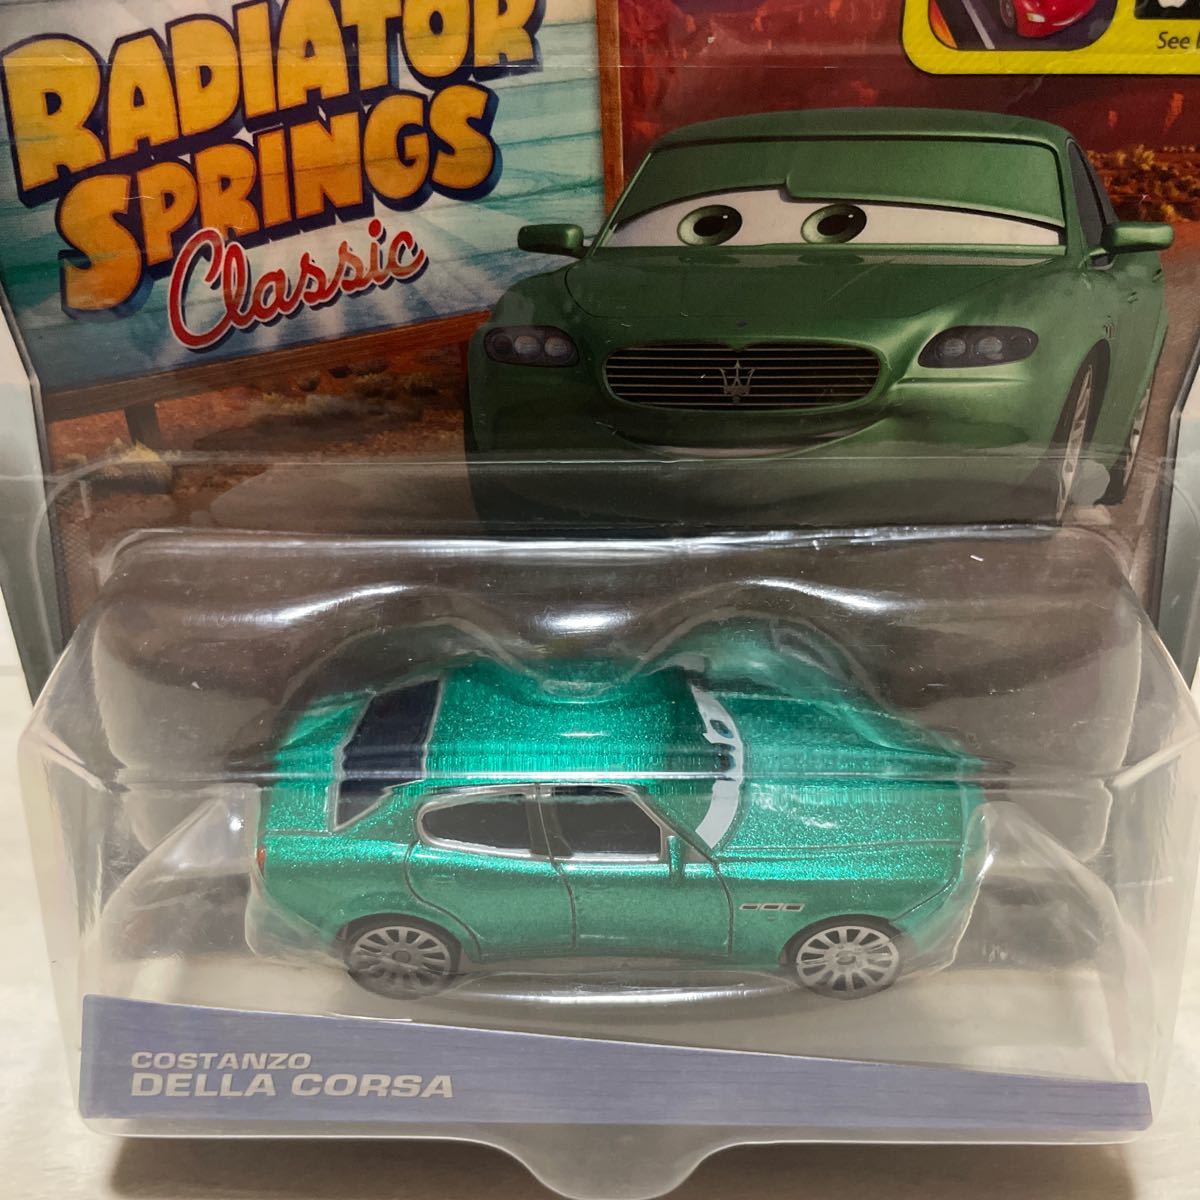 RADIATOR
SPRINGS
Classic
See
COSTANZO
DELLA CORSA